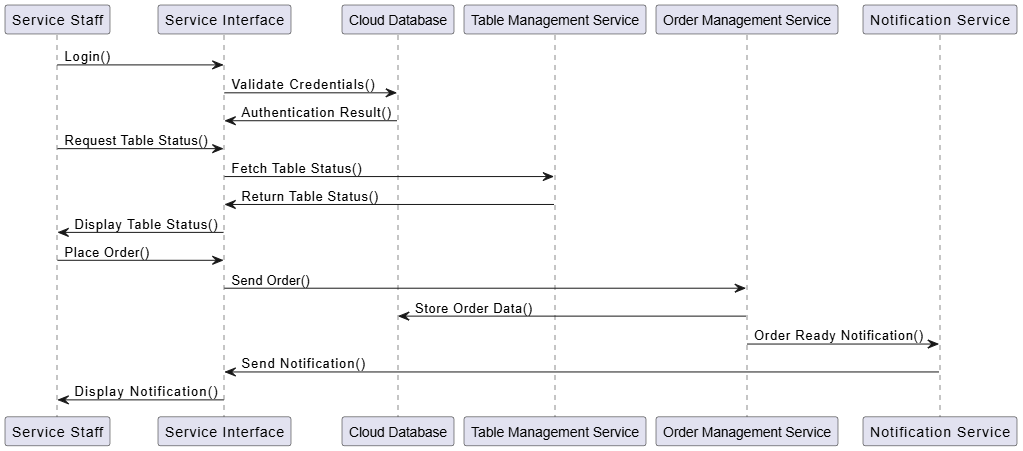 Service Staff
Service Interface
Cloud Database
Table Management Service
Order Management Service
Notification Service
Login()
Validate Credentials()
Authentication Result()
Request Table Status()
Fetch Table Status()
Return Table Status()
Display Table Status()
Place Order()
Send Order()
Store Order Data()
Order Ready Notification()
Send Notification()
Display Notification()
Service Staff
Service Interface
Cloud Database
Table Management Service
Order Management Service
Notification Service